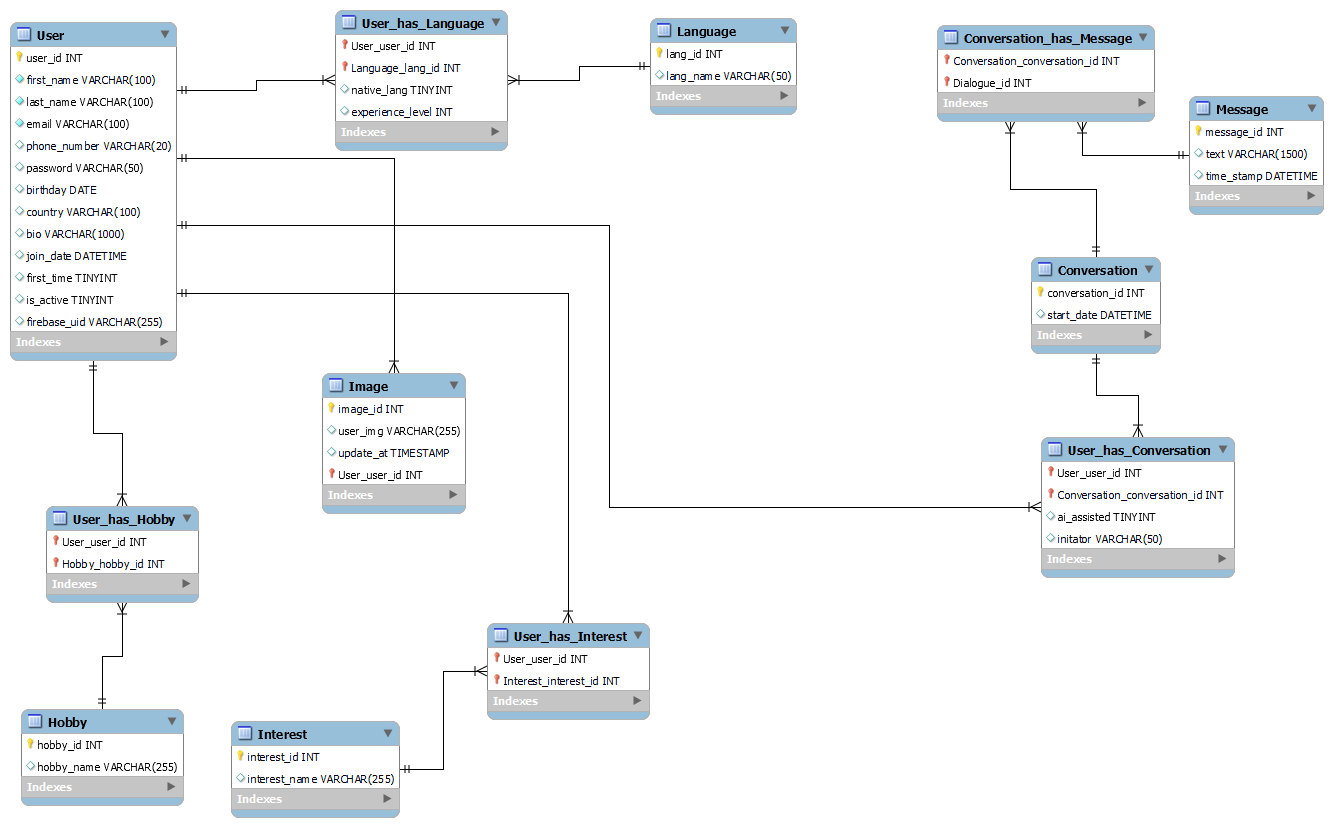 User
user_id INT
first_name VARCHAR(100)
last_name VARCHAR(100)
email VARCHAR(100)
phone_number VARCHAR(20)
password VARCHAR(50)
birthday DATE
country VARCHAR(100)
bio VARCHAR(1000)
join_date DATETIME
first_time TINYINT
is_active TINYINT
firebase_uid VARCHAR(255)
Indexes
User_has_Language
User_user_id INT
Language_lang_id INT
native_lang TINYINT
experience_level INT
Indexes
Language
lang_id INT
lang_name VARCHAR(50)
Indexes
Conversation_has_Message
Conversation_conversation_id INT
Dialogue_id INT
Indexes
Message
message_id INT
text VARCHAR(1500)
time_stamp DATETIME
Indexes
Conversation
conversation_id INT
start_date DATETIME
Indexes
Image
image_id INT
user_img VARCHAR(255)
update_at TIMESTAMP
User_user_id INT
Indexes
User_has_Conversation
User_user_id INT
Conversation_conversation_id INT
ai_assisted TINYINT
initator VARCHAR(50)
Indexes
User_has_Hobby
User_user_id INT
Hobby_hobby_id INT
Indexes
User_has_Interest
User_user_id INT
Interest_interest_id INT
Indexes
Hobby
hobby_id INT
hobby_name VARCHAR(255)
Indexes
Interest
interest_id INT
interest_name VARCHAR(255)
Indexes